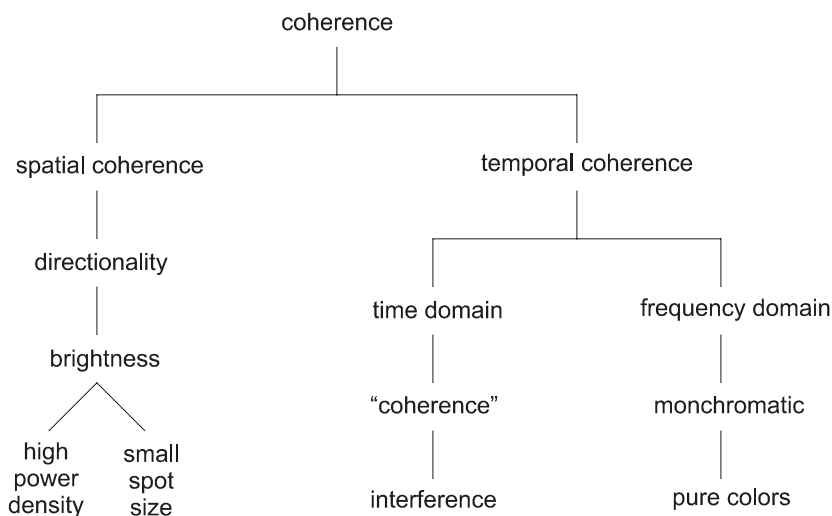 coherence
spatial coherence
temporal coherence
directionality
time domain
frequency domain
brightness
“coherence”
monchromatic
high
power
density
small
spot
size
interference
pure colors